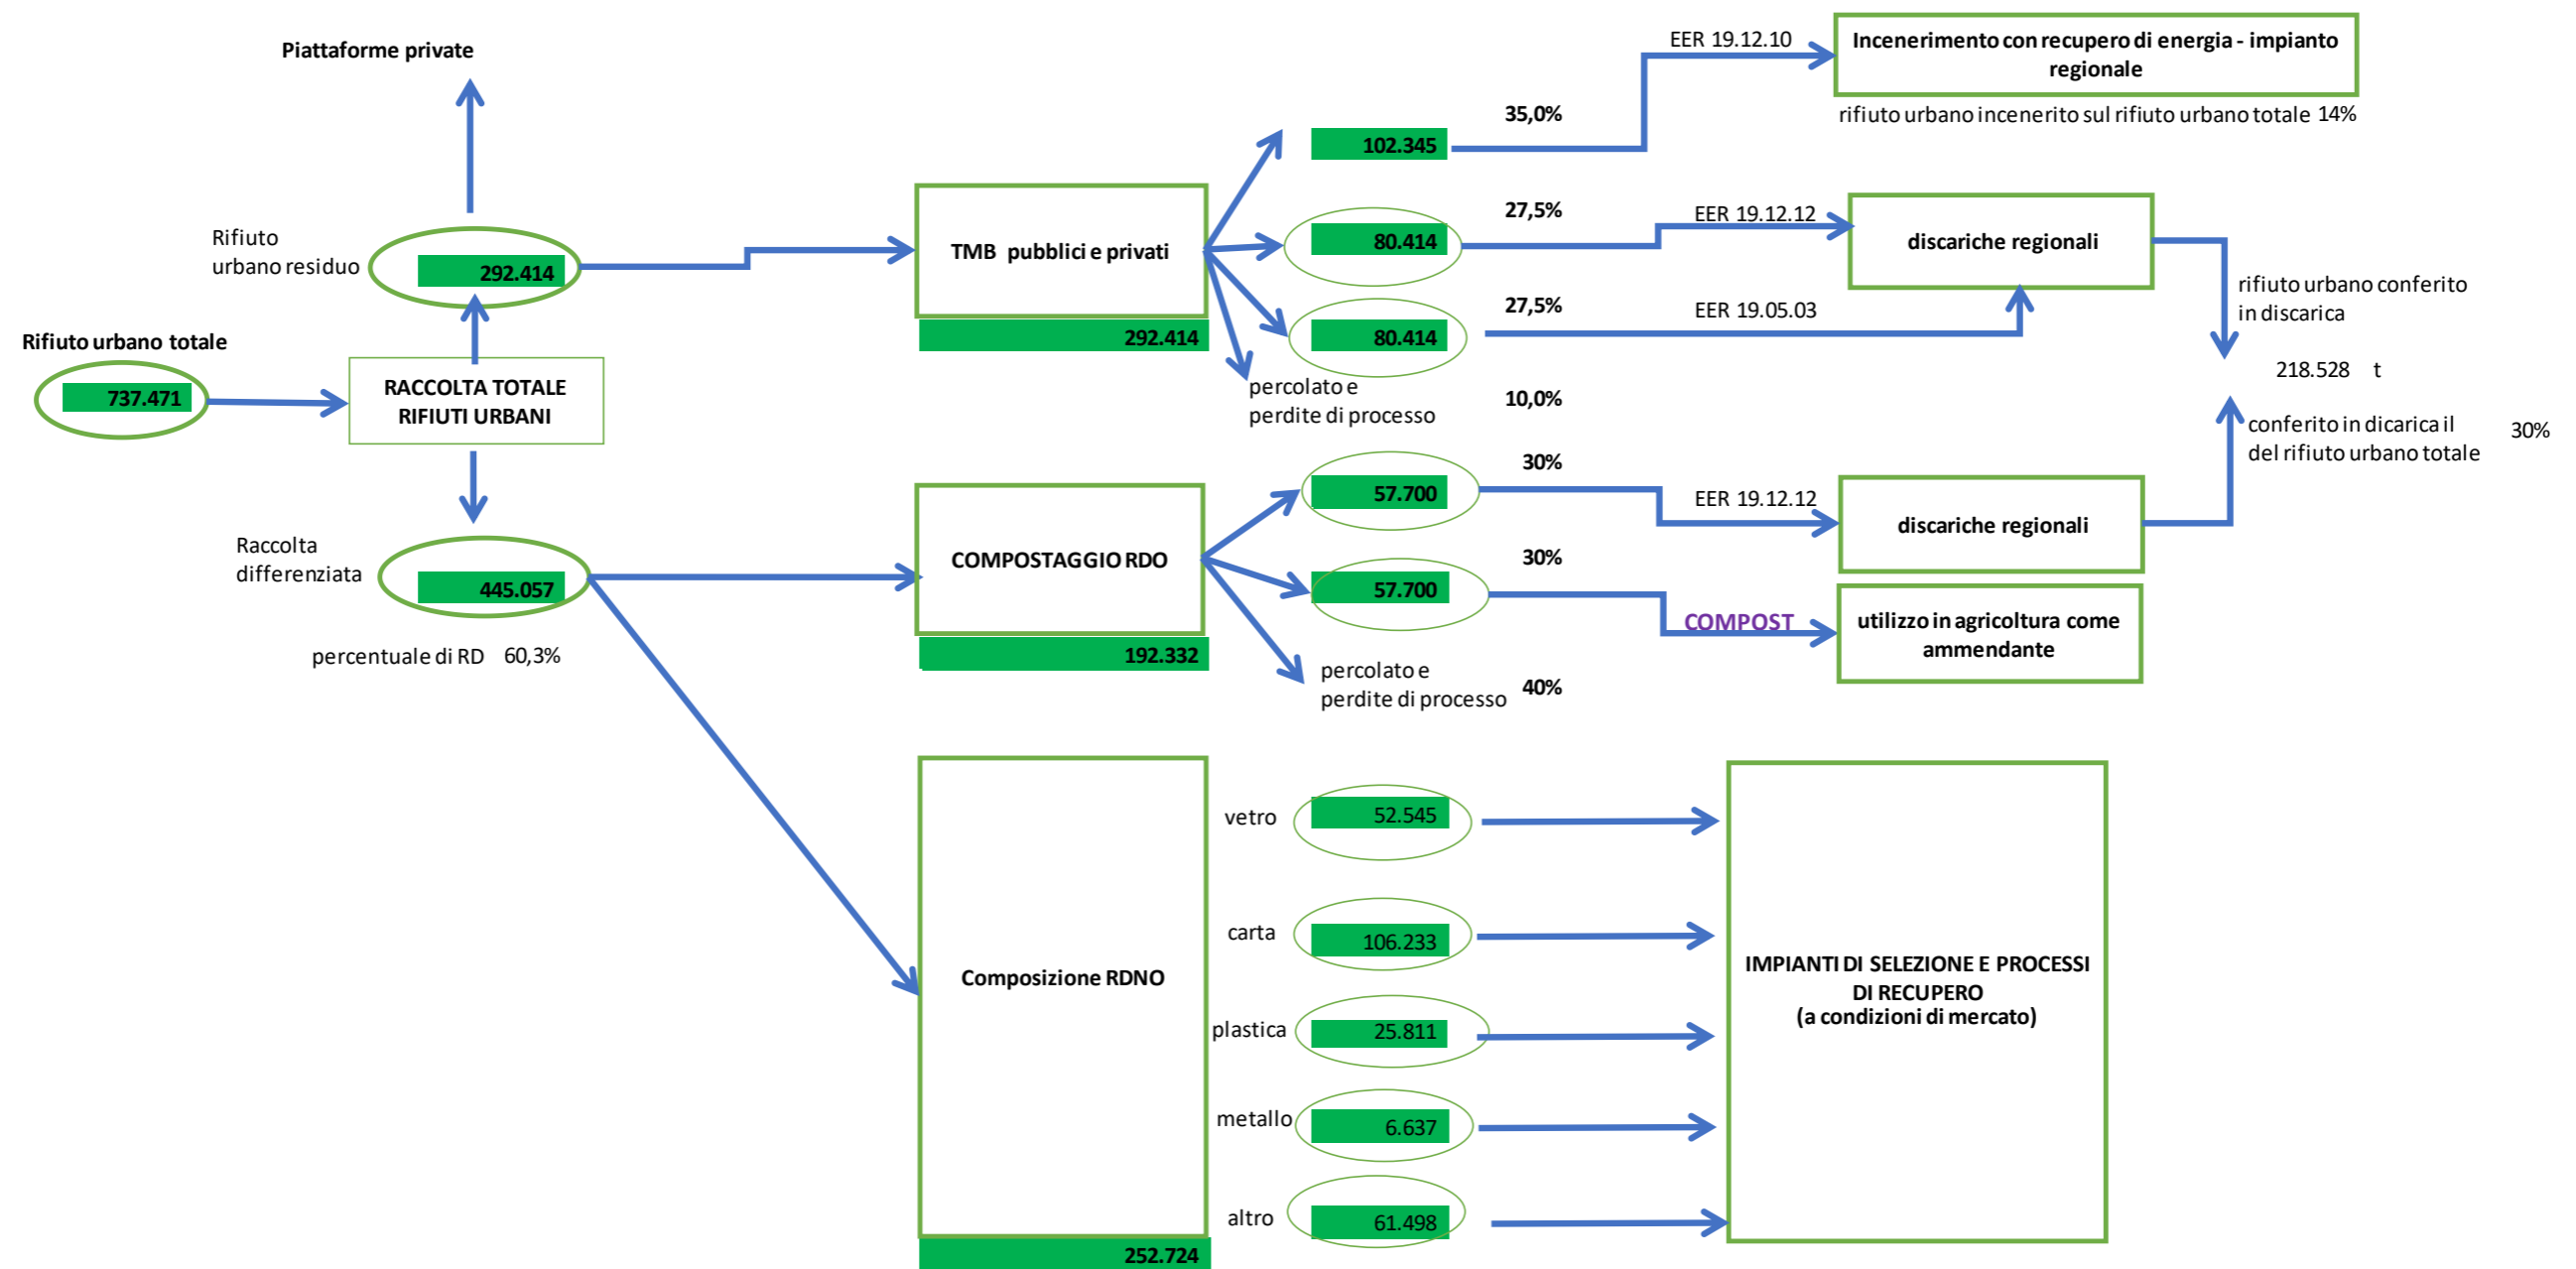 Piattaforme private
Rifiuto
urbano residuo
292.414
Rifiuto urbano totale
737.471
RACCOLTA TOTALE
RIFIUTI URBANI
Raccolta
differenziata
445.057
percentuale di RD 60,3%
TMB pubblici e privati
292.414
35,0%
102.345
EER 19.12.10
Incenerimento con recupero di energia - impianto
regionale
rifiuto urbano incenerito sul rifiuto urbano totale 14%
27,5%
80.414
EER 19.12.12
discariche regionali
27,5%
80.414
EER 19.05.03
percolato e
perdite di processo
10,0%
rifiuto urbano conferito
in discarica
218.528 t
conferito in dicarica il
del rifiuto urbano totale
30%
COMPOSTAGGIO RDO
192.332
30%
57.700
EER 19.12.12
discariche regionali
30%
57.700
COMPOST
utilizzo in agricoltura come
ammendante
percolato e
perdite di processo
40%
Composizione RDNO
252.724
vetro
52.545
carta
106.233
plastica
25.811
metallo
6.637
altro
61.498
IMPIANTI DI SELEZIONE E PROCESSI
DI RECUPERO
(a condizioni di mercato)